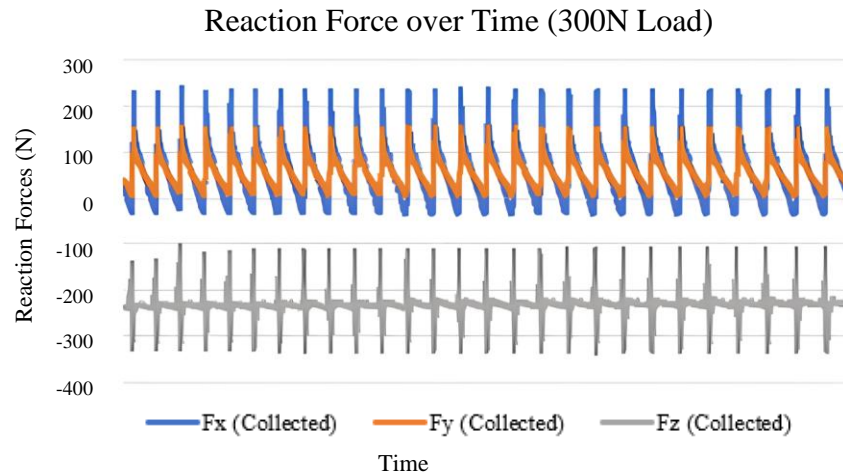 Reaction Force over Time (300N Load)
Reaction Forces (N)
300
200
100
0
-100
-200
-300
-400
Fx (Collected) Fy (Collected) Fz (Collected)
Time